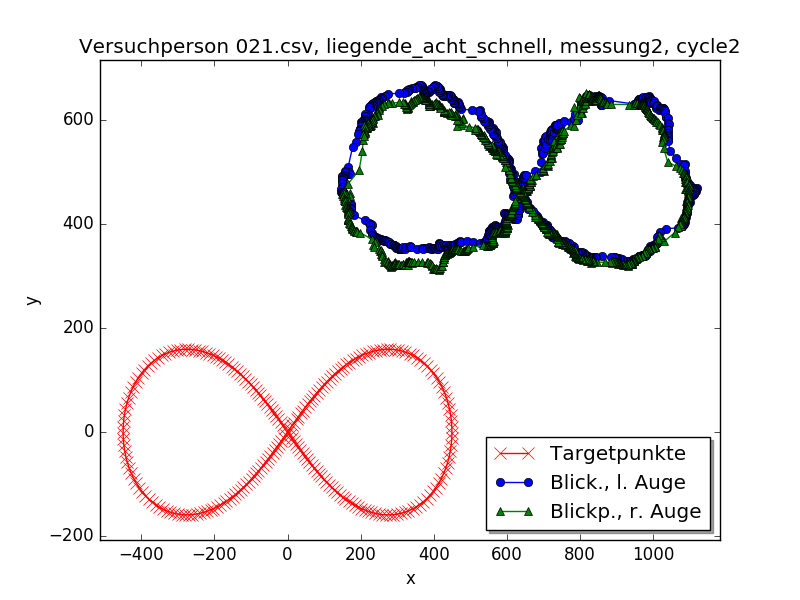 Versuchperson 021.csv, liegende_acht_schnell, messung2, cycle2
600
400
200
0
−200
y
−400
−200
0
200
400
600
800
1000
x
Targetpunkte
Blick., l. Auge
Blickp., r. Auge